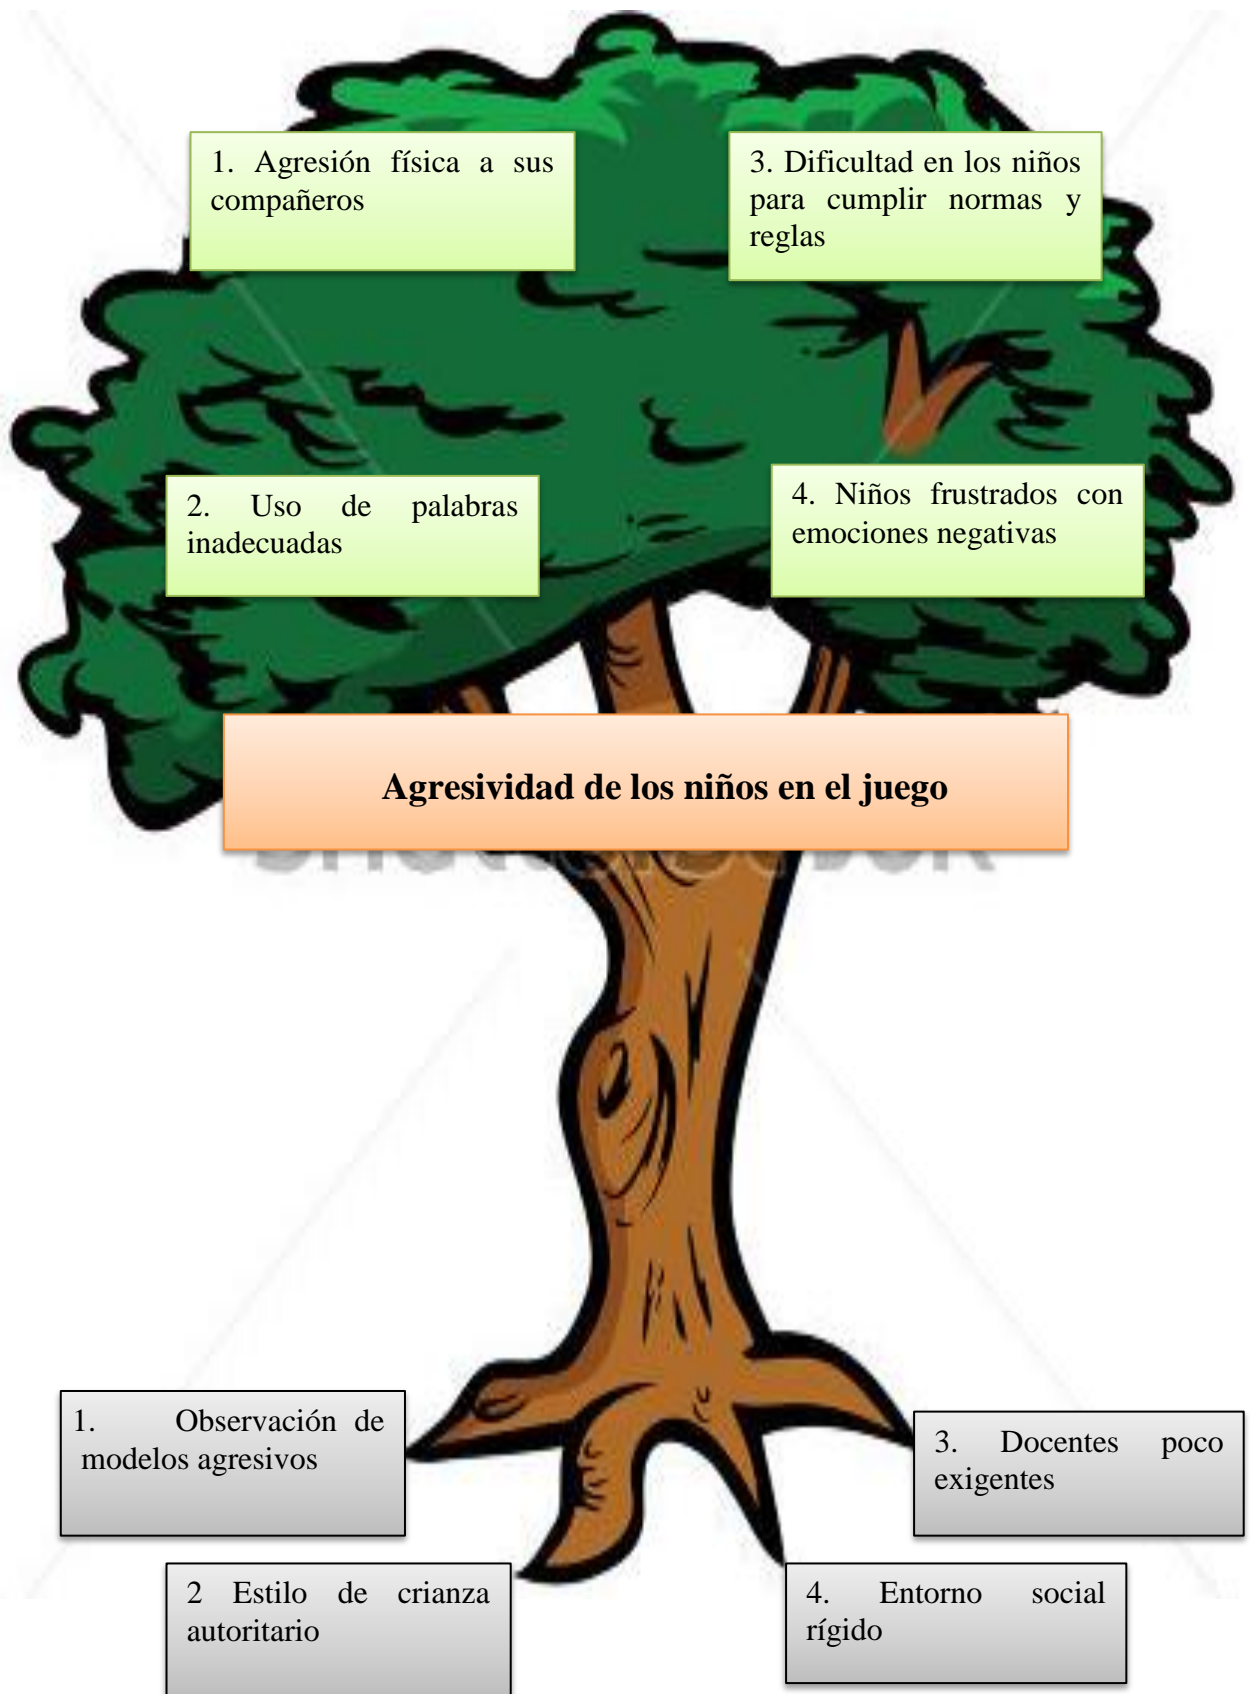 1. Agresión física a sus
compañeros
3. Dificultad en los niños
para cumplir normas y
reglas
2. Uso de palabras
inadecuadas
4. Niños frustrados con
emociones negativas
Agresividad de los niños en el juego
1. Observación de
modelos agresivos
3. Docentes poco
exigentes
2 Estilo de crianza
autoritario
4. Entorno social
rígido